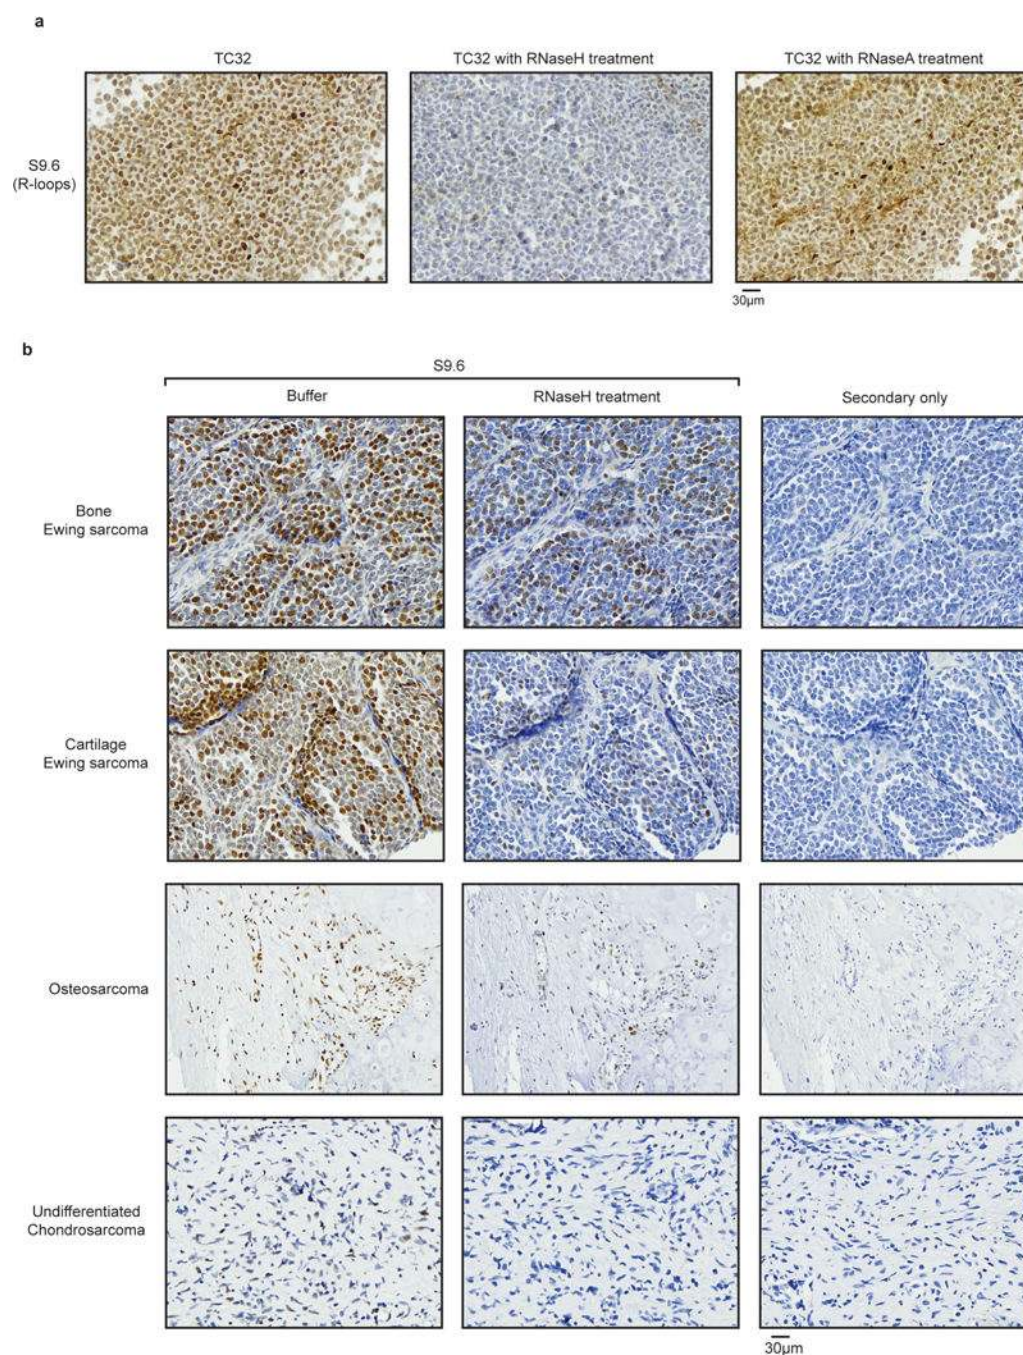 a
TC32
TC32 with RNaseH treatment
TC32 with RNaseA treatment
S9.6
(R-loops)
30μm
b
S9.6
Buffer
RNaseH treatment
Secondary only
Bone
Ewing sarcoma
Cartilage
Ewing sarcoma
Osteosarcoma
Undifferentiated
Chondrosarcoma
30μm